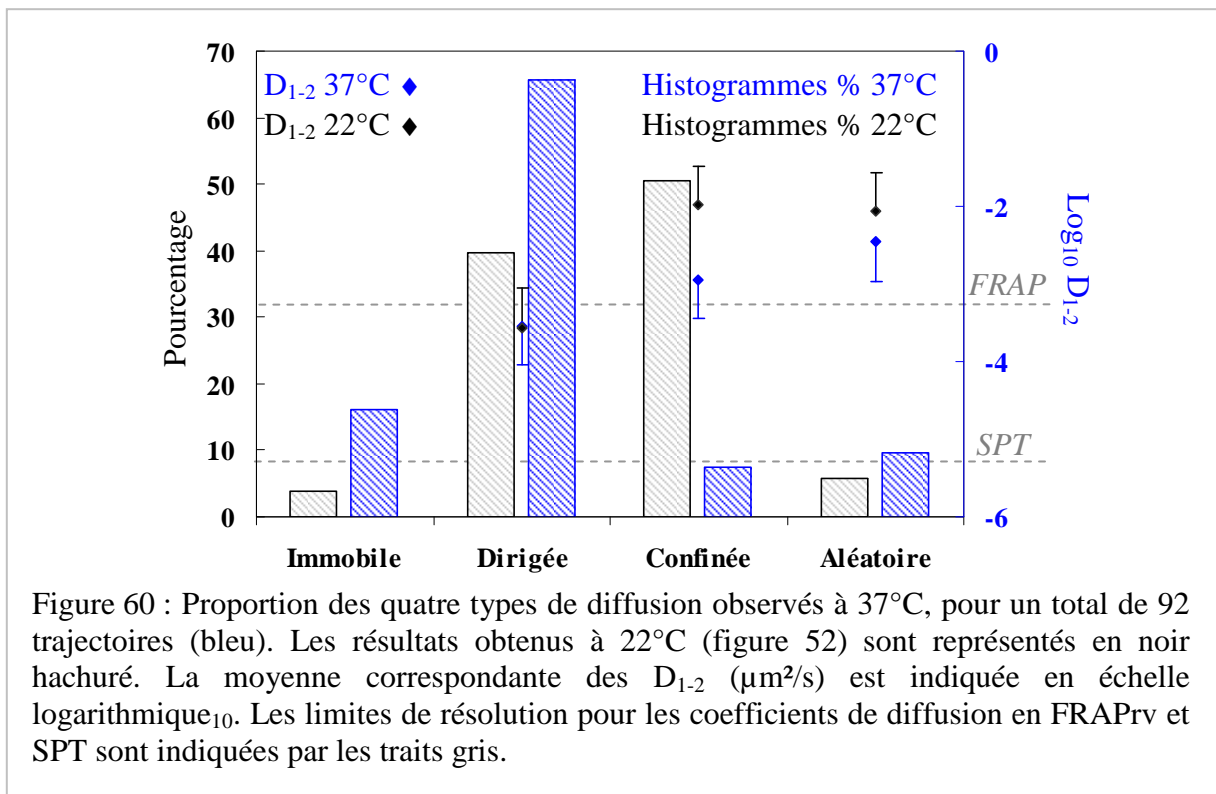 70
60
50
40
30
20
10
0
Pourcentage
D₁₋₂ 37°C ♦
D₁₋₂ 22°C ♦
Histogrammes % 37°C
Histogrammes % 22°C
0
-2
-4
-6
Log₁₀ D₁₋₂
FRAP
SPT
Immobile Dirigée Confinée Aléatoire
Figure 60 : Proportion des quatre types de diffusion observés à 37°C, pour un total de 92
trajectoires (bleu). Les résultats obtenus à 22°C (figure 52) sont représentés en noir
hachuré. La moyenne correspondante des D₁₋₂ (µm²/s) est indiquée en échelle
logarithmique₁₀. Les limites de résolution pour les coefficients de diffusion en FRAPrv et
SPT sont indiquées par les traits gris.